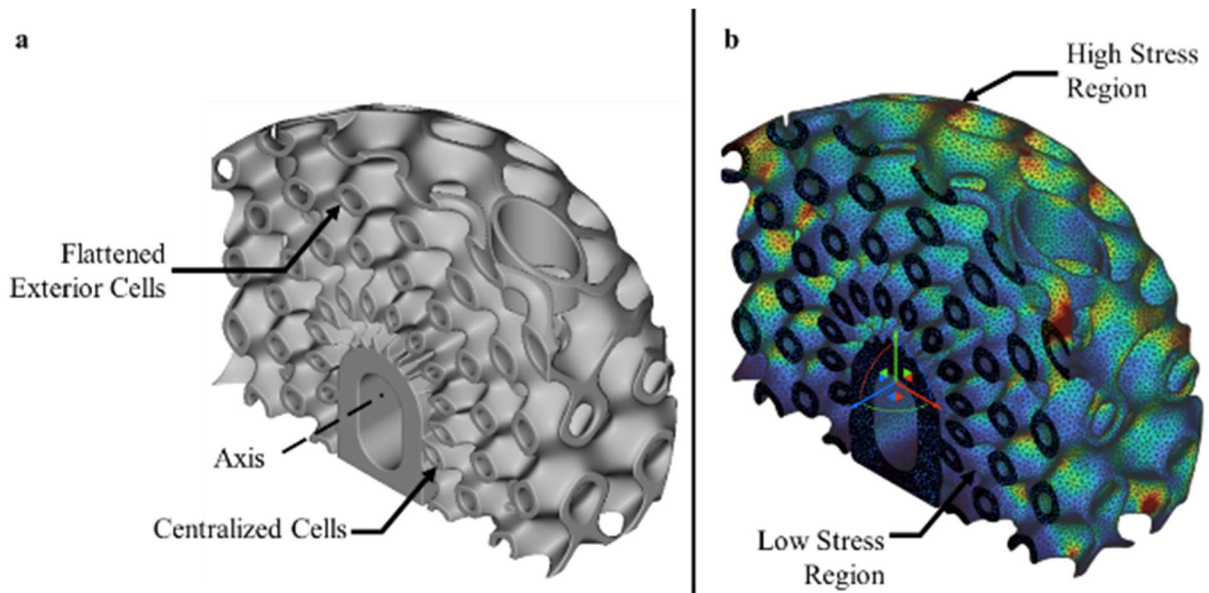 a
Flattened
Exterior Cells
Axis
Centralized Cells
b
High Stress
Region
Low Stress
Region